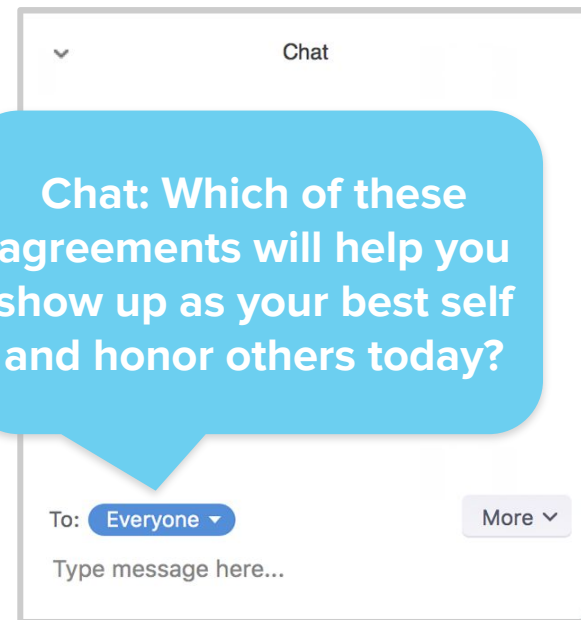 Chat
Chat: Which of these
agreements will help you
show up as your best self
and honor others today?
To: Everyone
More
Type message here...